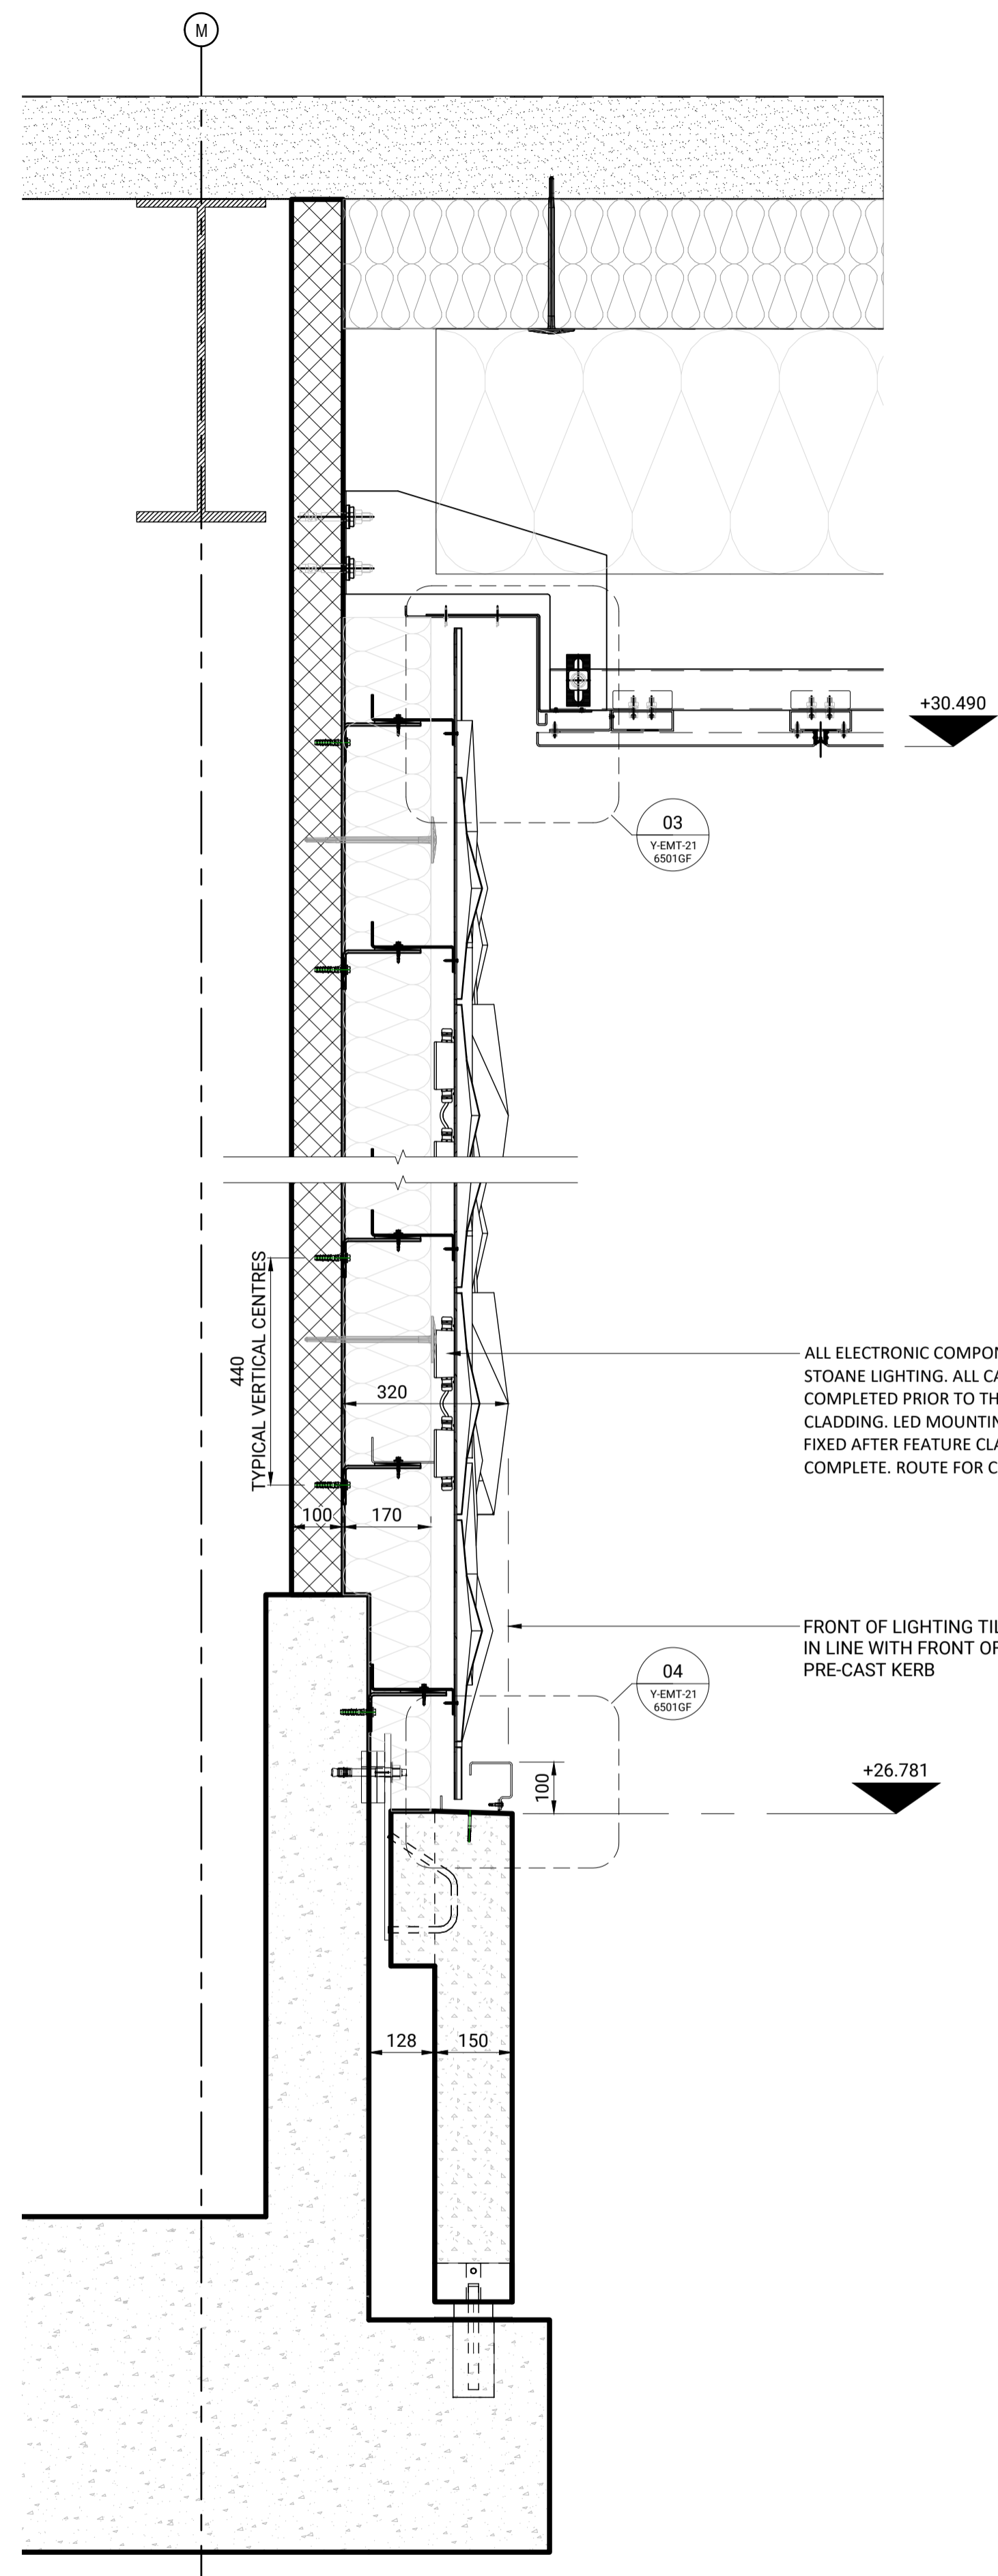 M
+30.490
03
Y-EMT-21
6501GF
440
TYPICAL VERTICAL CENTRES
ALL ELECTRONIC COMPON
STOANE LIGHTING. ALL CA
COMPLETED PRIOR TO TH
CLADDING. LED MOUNTIN
FIXED AFTER FEATURE CLA
COMPLETE. ROUTE FOR C
320
100
170
FRONT OF LIGHTING TIL
IN LINE WITH FRONT OF
PRE-CAST KERB
04
Y-EMT-21
6501GF
+26.781
100
128
150